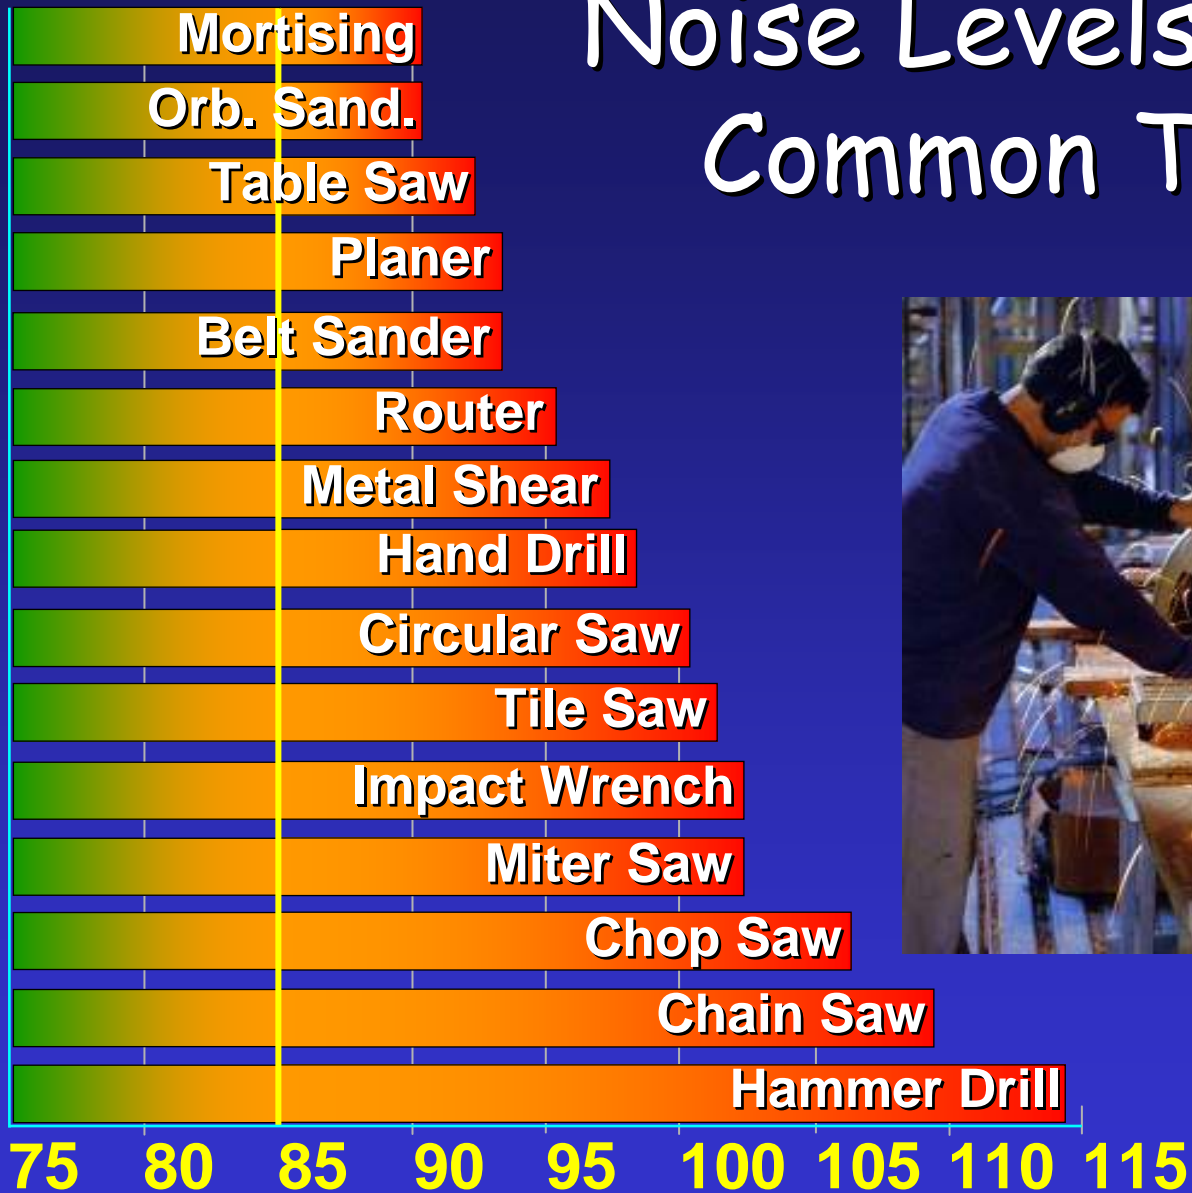 Noise Levels
Common T
Mortising
Orb. Sand.
Table Saw
Planer
Belt Sander
Router
Metal Shear
Hand Drill
Circular Saw
Tile Saw
Impact Wrench
Miter Saw
Chop Saw
Chain Saw
Hammer Drill
75 80 85 90 95 100 105 110 115